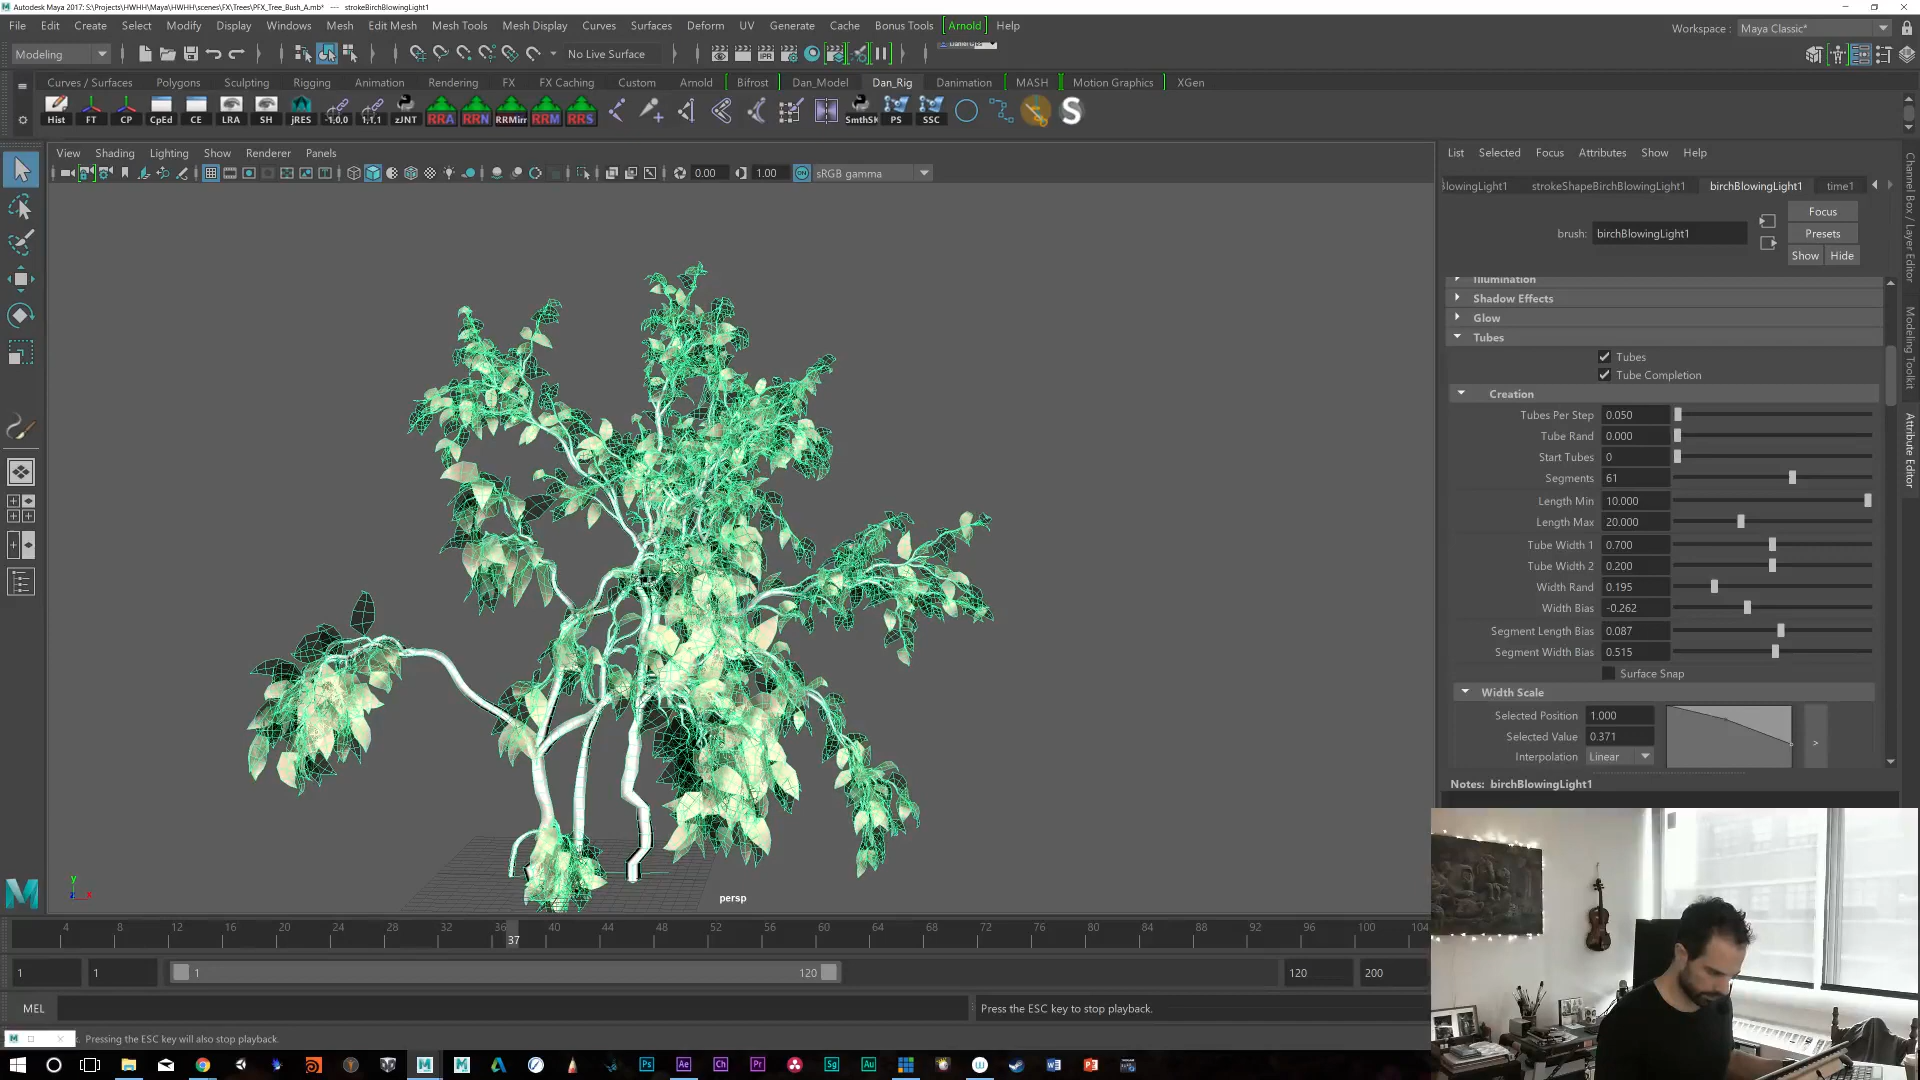 Autodesk Maya 2017: S:\Projects\HWHH\Maya\HWHH\scenes\FX\Trees\PFX_Tree_Bush_A.mb* --- strokeBirchBlowingLight1
File Edit Create Select Modify Display Windows Mesh Edit Mesh Mesh Tools Mesh Display Curves Surfaces Deform UV Generate Cache Bonus Tools Arnold Help
Workspace : Maya Classic*
Modeling
No Live Surface
Curves / Surfaces Polygons Sculpting Rigging Animation Rendering FX FX Caching Custom Arnold Bifrost Dan_Model Dan_Rig Danimation MASH Motion Graphics XGen
Hist FT CP CpEd CE LRA SH jRES -1,0,0 1,1,1 zJNT RRA RRN RRMirr RRM RRS SmthSk PS SSC
View Shading Lighting Show Renderer Panels
0.00 1.00 ON sRGB gamma
persp
List Selected Focus Attributes Show Help
BlowingLight1 strokeShapeBirchBlowingLight1 birchBlowingLight1 time1
Focus
brush: birchBlowingLight1
Presets
Show Hide
Illumination
Shadow Effects
Glow
Tubes
Tubes
Tube Completion
Creation
Tubes Per Step 0.050
Tube Rand 0.000
Start Tubes 0
Segments 61
Length Min 10.000
Length Max 20.000
Tube Width 1 0.700
Tube Width 2 0.200
Width Rand 0.195
Width Bias -0.262
Segment Length Bias 0.087
Segment Width Bias 0.515
Surface Snap
Width Scale
Selected Position 1.000
Selected Value 0.371
Interpolation Linear
>
Notes: birchBlowingLight1
Channel Box / Layer Editor
Modeling Toolkit
Attribute Editor
4 8 12 16 20 24 28 32 36 40 44 48 52 56 60 64 68 72 76 80 84 88 92 96 100 104
37
1 1 1 120 120 200
MEL
Press the ESC key to stop playback.
Pressing the ESC key will also stop playback.